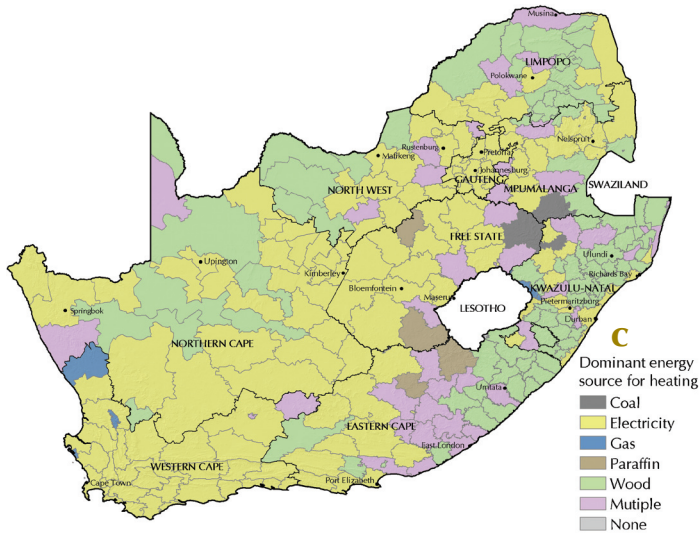 Musina
LIMPOPO
Polokwane
Nelspruit
Rustenburg
Mafikeng
Pretoria
Johannesburg
GAUTENG
NORTH WEST
MPUMALANGA
SWAZILAND
FREE STATE
Upington
Kimberley
Bloemfontein
Maseru
LESOTHO
Ulundi
Richards Bay
KWAZULU-NATAL
Pietermaritzburg
Durban
Springbok
NORTHERN CAPE
Umtata
EASTERN CAPE
East London
WESTERN CAPE
Port Elizabeth
Cape Town
C
Dominant energy
source for heating
Coal
Electricity
Gas
Paraffin
Wood
Mutiple
None